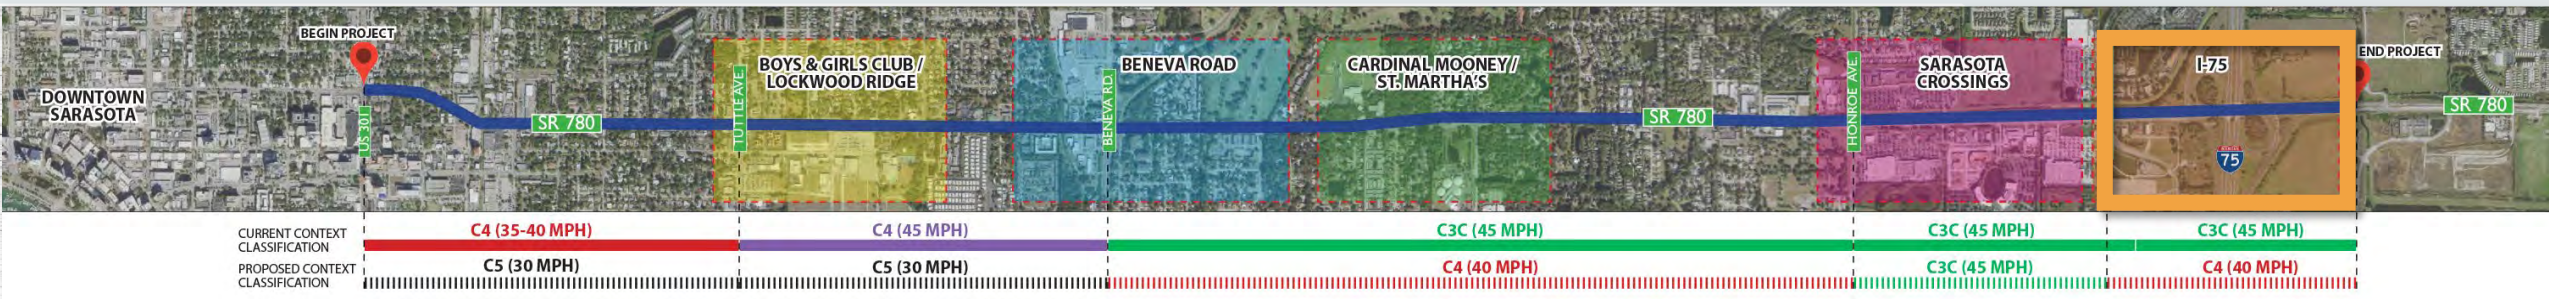 BEGIN PROJECT
END PROJECT
DOWNTOWN
SARASOTA
US 301
SR 780
TUTTLE AVE.
BOYS & GIRLS CLUB /
LOCKWOOD RIDGE
BENEVA RD.
BENEVA ROAD
CARDINAL MOONEY /
ST. MARTHA'S
SR 780
HONROE AVE.
SARASOTA
CROSSINGS
I-75
75
SR 780
CURRENT CONTEXT
CLASSIFICATION
C4 (35-40 MPH)
C4 (45 MPH)
C3C (45 MPH)
C3C (45 MPH)
C3C (45 MPH)
PROPOSED CONTEXT
CLASSIFICATION
C5 (30 MPH)
C5 (30 MPH)
C4 (40 MPH)
C3C (45 MPH)
C4 (40 MPH)